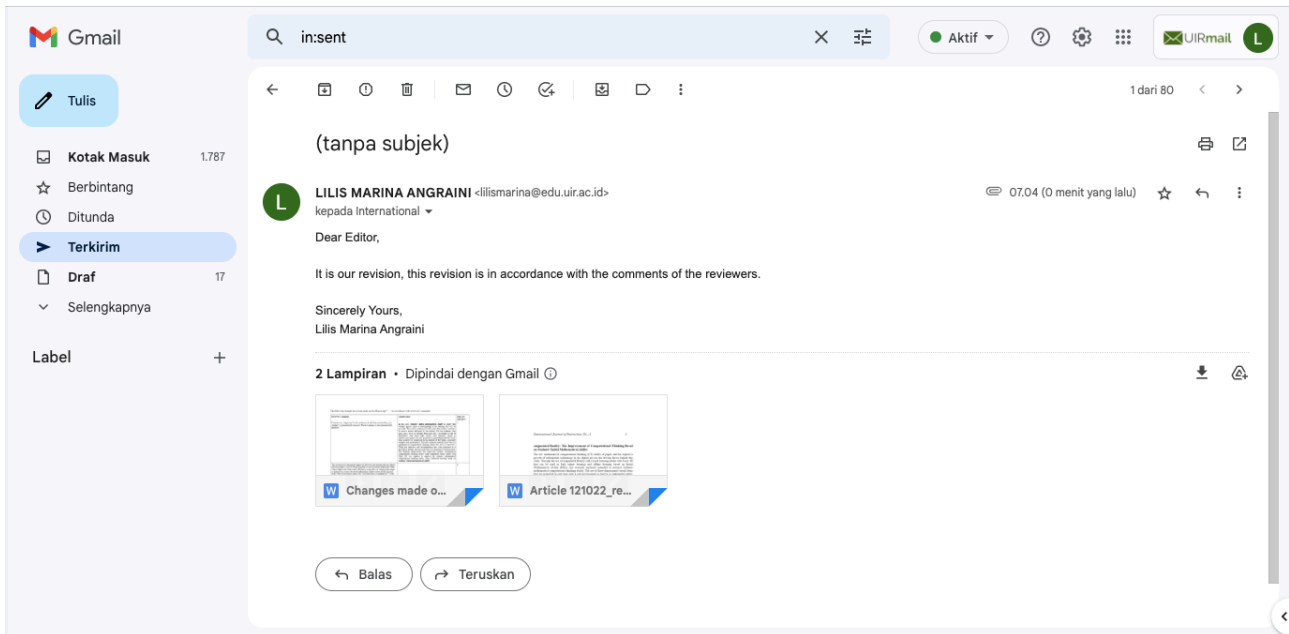 Gmail
in:sent
Aktif
UIRmail
L
Tulis
1 dari 80
Kotak Masuk 1.787
Berbintang
Ditunda
Terkirim
Draf 17
Selengkapnya
Label
(tanpa subjek)
L
LILIS MARINA ANGRAINI <lilismarina@edu.uir.ac.id>
07.04 (0 menit yang lalu)
kepada International
Dear Editor,
It is our revision, this revision is in accordance with the comments of the reviewers.
Sincerely Yours,
Lilis Marina Angraini
2 Lampiran • Dipindai dengan Gmail
W Changes made o...
W Article 121022_re...
Balas
Teruskan